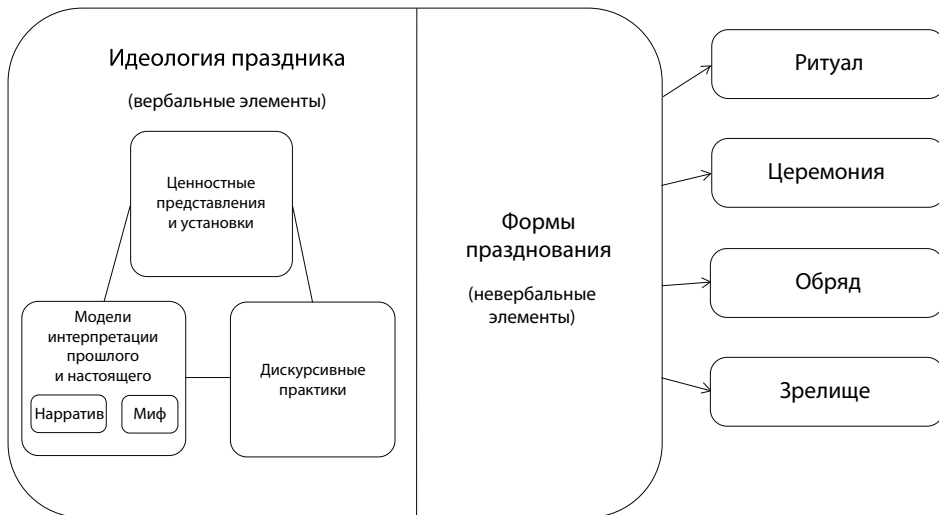 Идеология праздника
(вербальные элементы)
Ценностные
представления
и установки
Модели
интерпретации
прошлого
и настоящего
Нарратив
Миф
Дискурсивные
практики
Формы
празднования
(невербальные
элементы)
Ритуал
Церемония
Обряд
Зрелище